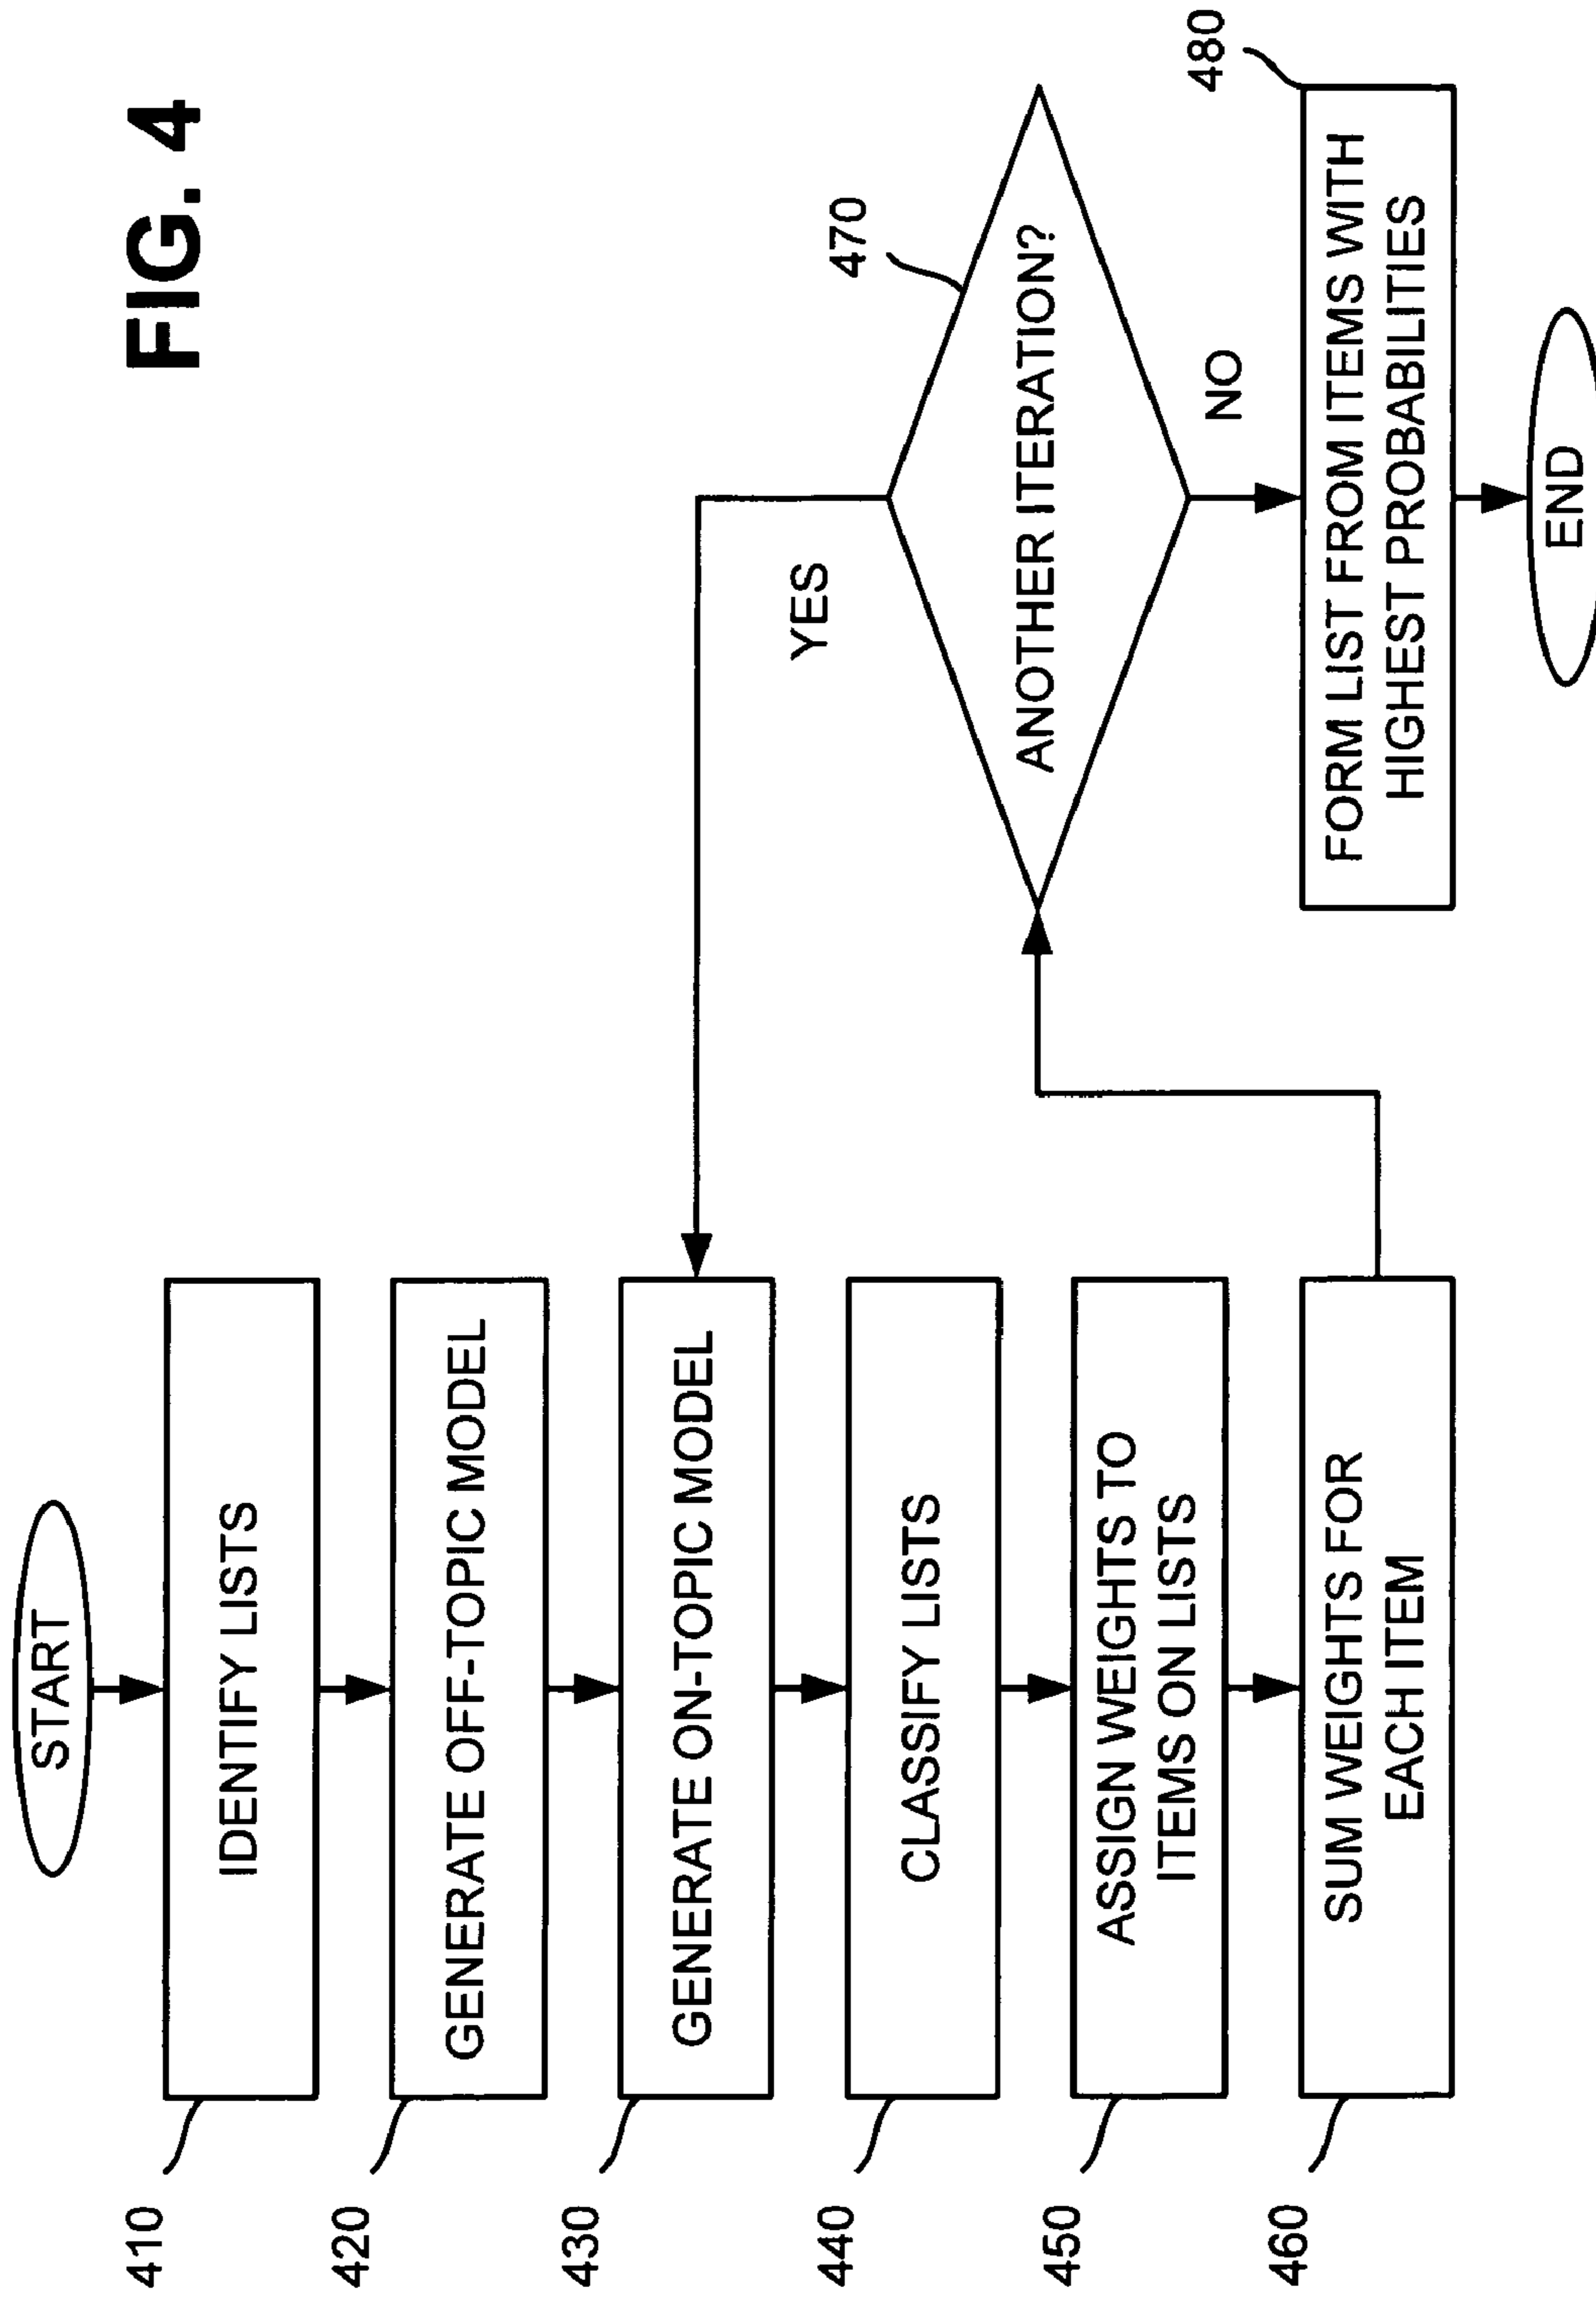 FIG. 4
START
410
IDENTIFY LISTS
420
GENERATE OFF-TOPIC MODEL
430
GENERATE ON-TOPIC MODEL
440
CLASSIFY LISTS
450
ASSIGN WEIGHTS TO
ITEMS ON LISTS
460
SUM WEIGHTS FOR
EACH ITEM
YES
470
ANOTHER ITERATION?
NO
480
FORM LIST FROM ITEMS WITH
HIGHEST PROBABILITIES
END